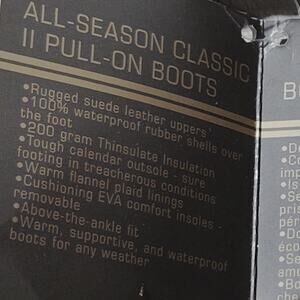 ALL-SEASON CLASSIC
II PULL-ON BOOTS
•Rugged suede leather uppers
•100% waterproof rubber shells over
the foot
•200 gram Thinsulate Insulation
•Tough calendar outsole - sure
footing in treacherous conditions
•Warm flannel plaid linings
•Cushioning EVA comfort insoles -
removable
•Above-the-ankle fit
•Warm, supportive, and waterproof
boots for any weather